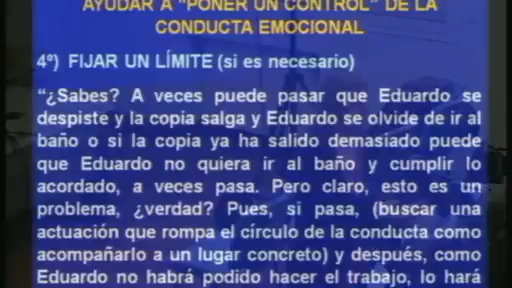 AYUDAR A "PONER UN CONTROL" DE LA
CONDUCTA EMOCIONAL
4º) FIJAR UN LÍMITE (si es necesario)
"¿Sabes? A veces puede pasar que Eduardo se
despiste y la copia salga y Eduardo se olvide de ir al
baño o si la copia ya ha salido demasiado puede
que Eduardo no quiera ir al baño y cumplir lo
acordado, a veces pasa. Pero claro, esto es un
problema, ¿verdad? Pues, si pasa, (buscar una
actuación que rompa el círculo de la conducta como
acompañarlo a un lugar concreto) y después, como
Eduardo no habrá podido hacer el trabajo, lo hará